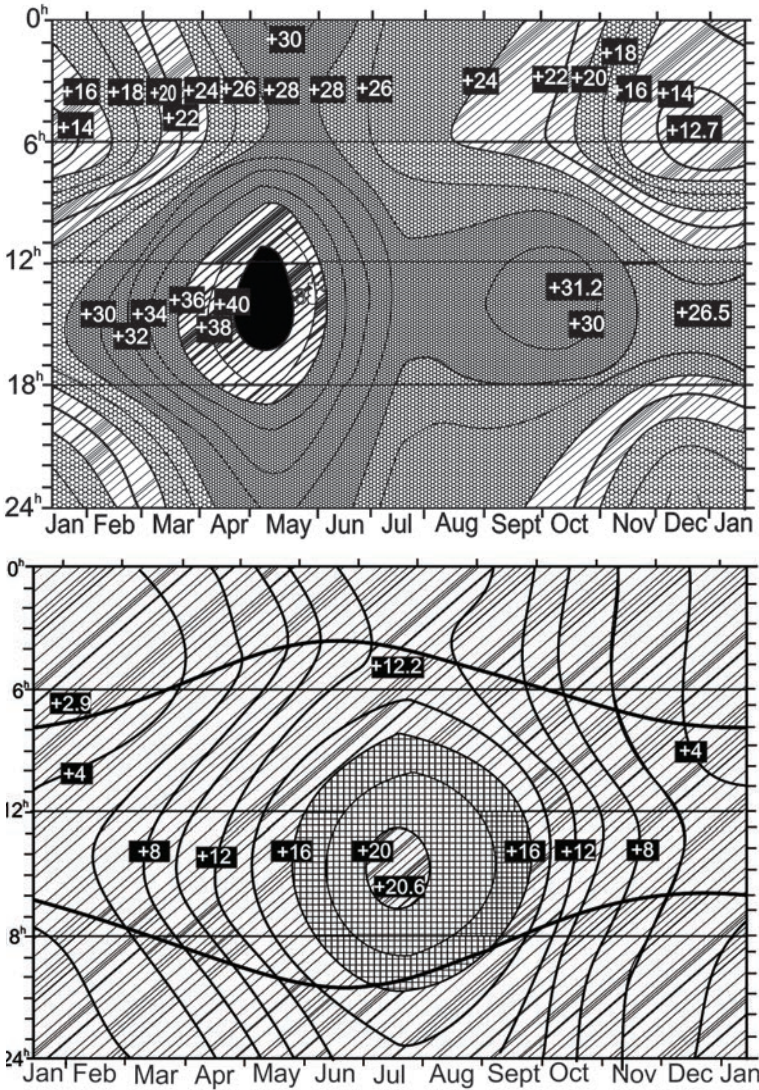 0h
+30
+18
+16 +18 +20 +24 +26 +28 +28 +26 +24 +22 +20 +16 +14
+14 +22 +12.7
6h
12h
+36 +40 +31.2
+30 +34 +26.5
+32 +38 +30
18h
24h
Jan Feb Mar Apr May Jun Jul Aug Sept Oct Nov Dec Jan
0h
+12.2
6h
+2.9
+4 +4
12h
+8 +12 +16 +20 +16 +12 +8
+20.6
8h
24h
Jan Feb Mar Apr May Jun Jul Aug Sept Oct Nov Dec Jan